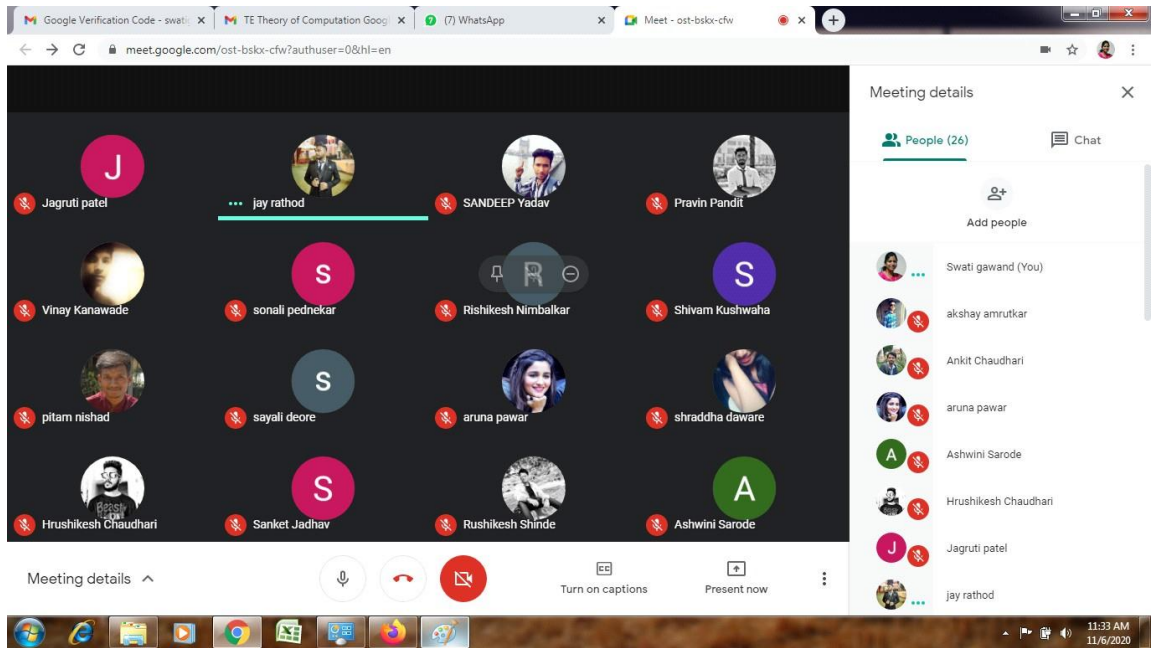 Google Verification Code - swati
TE Theory of Computation Goog
(7) WhatsApp
Meet - ost-bskx-cfw
meet.google.com/ost-bskx-cfw?authuser=0&hl=en
Meeting details
People (26)
Chat
Add people
J
Jagruti patel
jay rathod
SANDEEP Yadav
Pravin Pandit
Vinay Kanawade
S
sonali pednekar
R
Rishikesh Nimbalkar
S
Shivam Kushwaha
pitam nishad
S
sayali deore
aruna pawar
shraddha daware
Beast
Hrushikesh Chaudhari
S
Sanket Jadhav
Rushikesh Shinde
A
Ashwini Sarode
Swati gawand (You)
akshay amrutkar
Ankit Chaudhari
aruna pawar
A
Ashwini Sarode
Hrushikesh Chaudhari
J
Jagruti patel
jay rathod
Meeting details
CC
Turn on captions
Present now
11:33 AM
11/6/2020